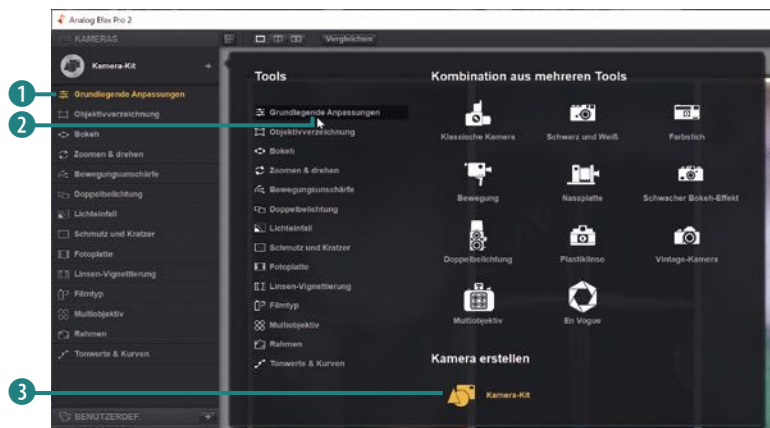 Analog Efex Pro 2
KAMERAS
Vergleichen
Kamera-Kit
1
Grundlegende Anpassungen
Objektivverzeichnung
Bokeh
Zoomen & drehen
Bewegungsunschärfe
Doppelbelichtung
Lichteinfall
Schmutz und Kratzer
Fotoplatte
Linsen-Vignettierung
Filmtyp
Multiobjektiv
Rahmen
Tonwerte & Kurven
BENUTZERDEF.
Tools
2
Grundlegende Anpassungen
Objektivverzeichnung
Bokeh
Zoomen & drehen
Bewegungsunschärfe
Doppelbelichtung
Lichteinfall
Schmutz und Kratzer
Fotoplatte
Linsen-Vignettierung
Filmtyp
Multiobjektiv
Rahmen
Tonwerte & Kurven
Kombination aus mehreren Tools
Klassische Kamera
Schwarz und Weiß
Farbstich
Bewegung
Nassplatte
Schwacher Bokeh-Effekt
Doppelbelichtung
Plastiklinse
Vintage-Kamera
Multiobjektiv
En Vogue
Kamera erstellen
3
Kamera-Kit